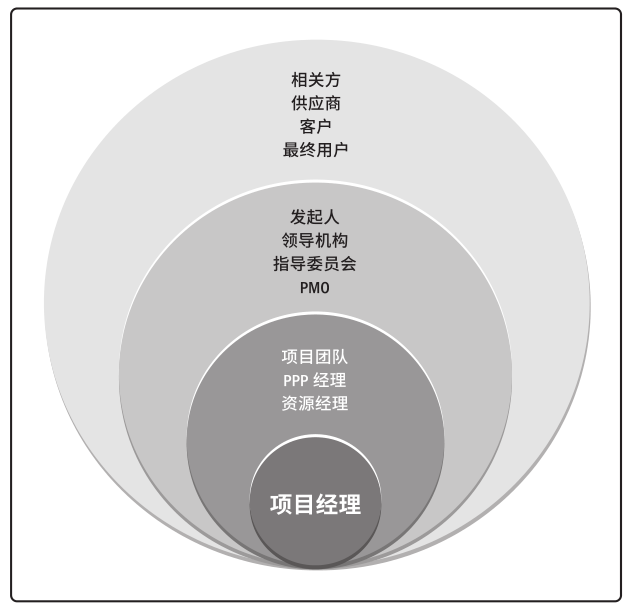 相关方
供应商
客户
最终用户
发起人
领导机构
指导委员会
PMO
项目团队
PPP 经理
资源经理
项目经理